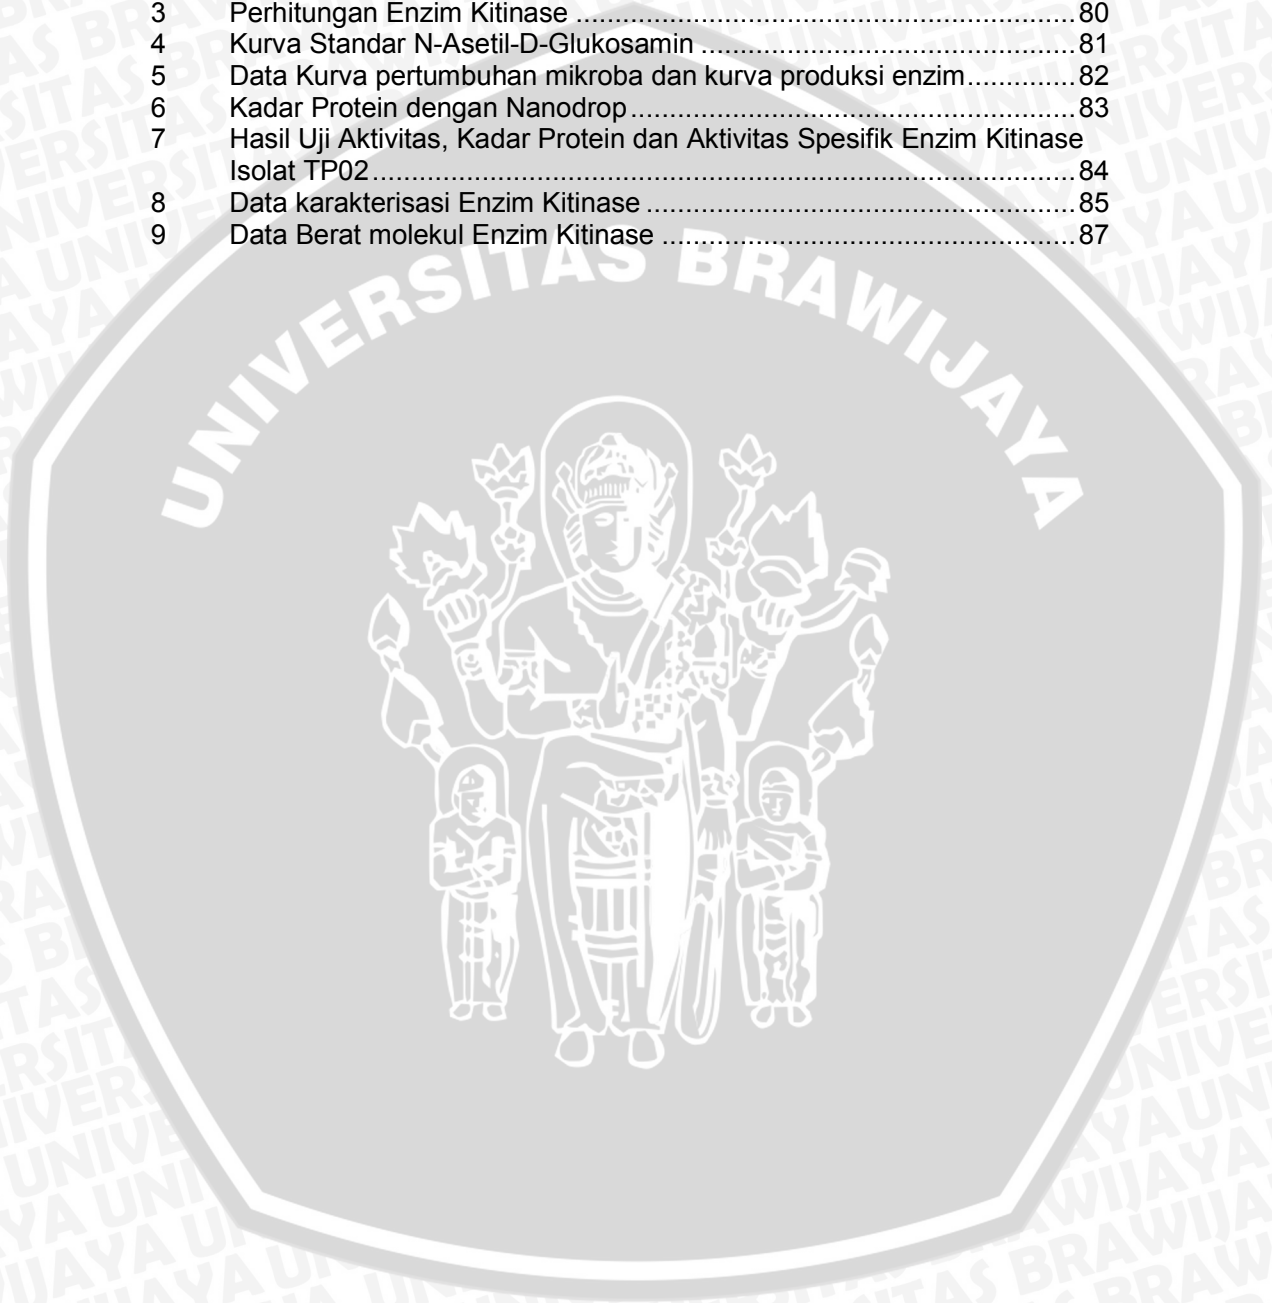 3 Perhitungan Enzim Kitinase ............................................................ 80
4 Kurva Standar N-Asetil-D-Glukosamin .............................................. 81
5 Data Kurva pertumbuhan mikroba dan kurva produksi enzim ............. 82
6 Kadar Protein dengan Nanodrop ...................................................... 83
7 Hasil Uji Aktivitas, Kadar Protein dan Aktivitas Spesifik Enzim Kitinase
Isolat TP02 ..................................................................................... 84
8 Data karakterisasi Enzim Kitinase .................................................... 85
9 Data Berat molekul Enzim Kitinase .................................................. 87
UNIVERSITAS BRAWIJAYA